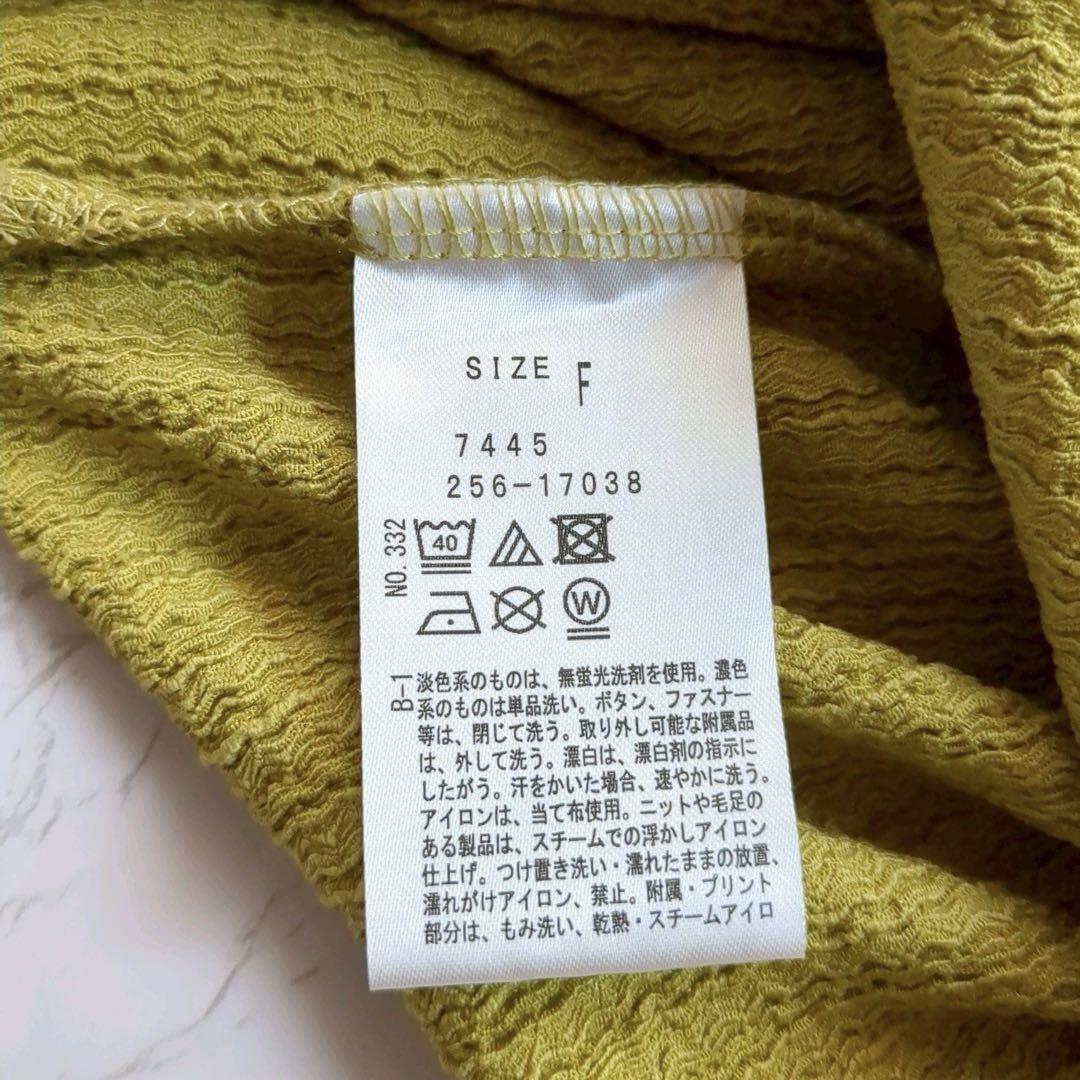 SIZE F
7445
256-17038
NO. 332
40
W
B-1
淡色系のものは、無蛍光洗剤を使用。濃色
系のものは単品洗い。ボタン、ファスナー
等は、閉じて洗う。取り外し可能な附属品
は、外して洗う。漂白は、漂白剤の指示に
したがう。汗をかいた場合、速やかに洗う。
アイロンは、当て布使用。ニットや毛足の
ある製品は、スチームでの浮かしアイロン
仕上げ。つけ置き洗い・濡れたままの放置、
濡れがけアイロン、禁止。附属・プリント
部分は、もみ洗い、乾熱・スチームアイロ